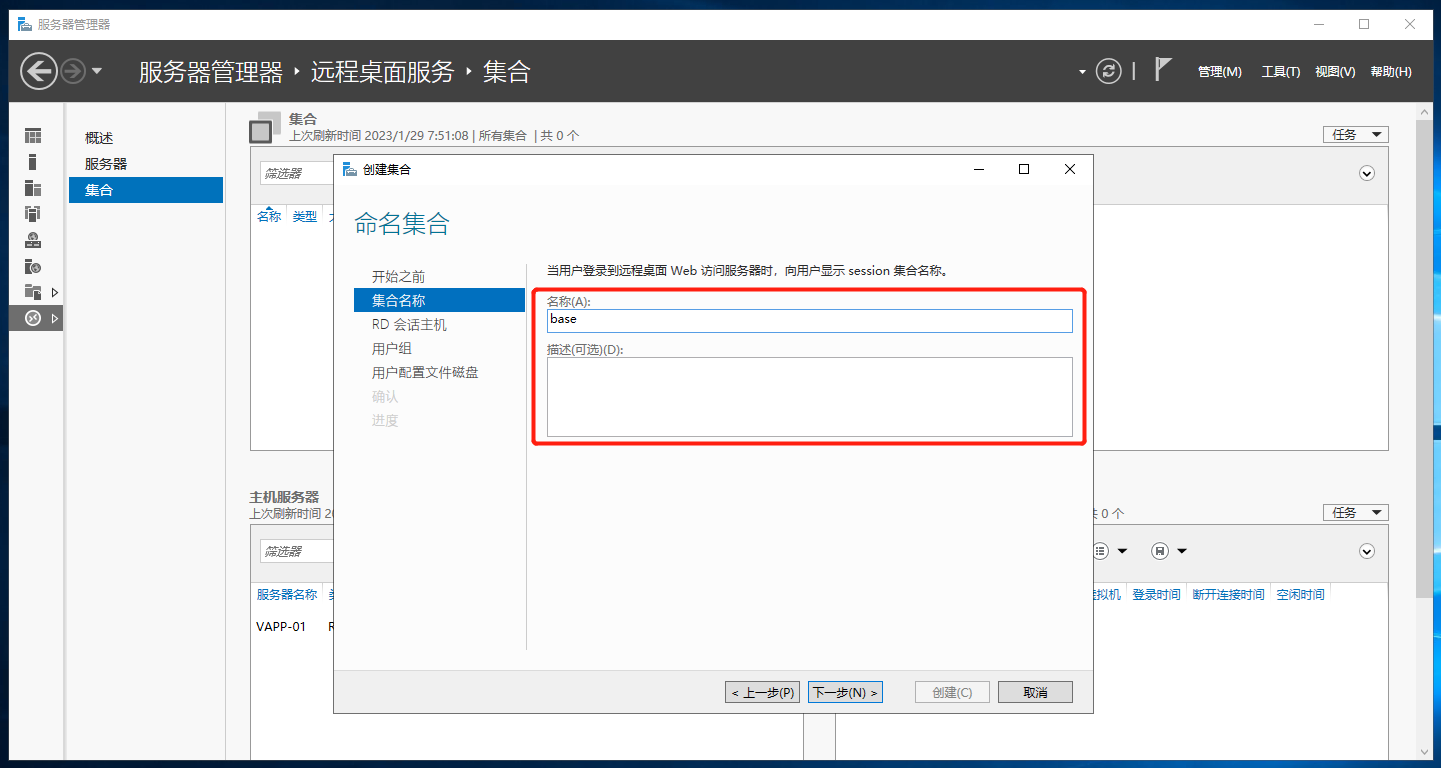 服务器管理器
服务器管理器 · 远程桌面服务 · 集合
管理(M) 工具(T) 视图(V) 帮助(H)
概述
服务器
集合
集合
上次刷新时间 2023/1/29 7:51:08 | 所有集合 | 共 0 个
任务
筛选器
名称 类型
创建集合
命名集合
开始之前
集合名称
RD 会话主机
用户组
用户配置文件磁盘
确认
进度
当用户登录到远程桌面 Web 访问服务器时，向用户显示 session 集合名称。
名称(A):
base
描述(可选)(D):
< 上一步(P) 下一步(N) > 创建(C) 取消
主机服务器
上次刷新时间
筛选器
服务器名称
VAPP-01
0 个
任务
拟机 登录时间 断开连接时间 空闲时间